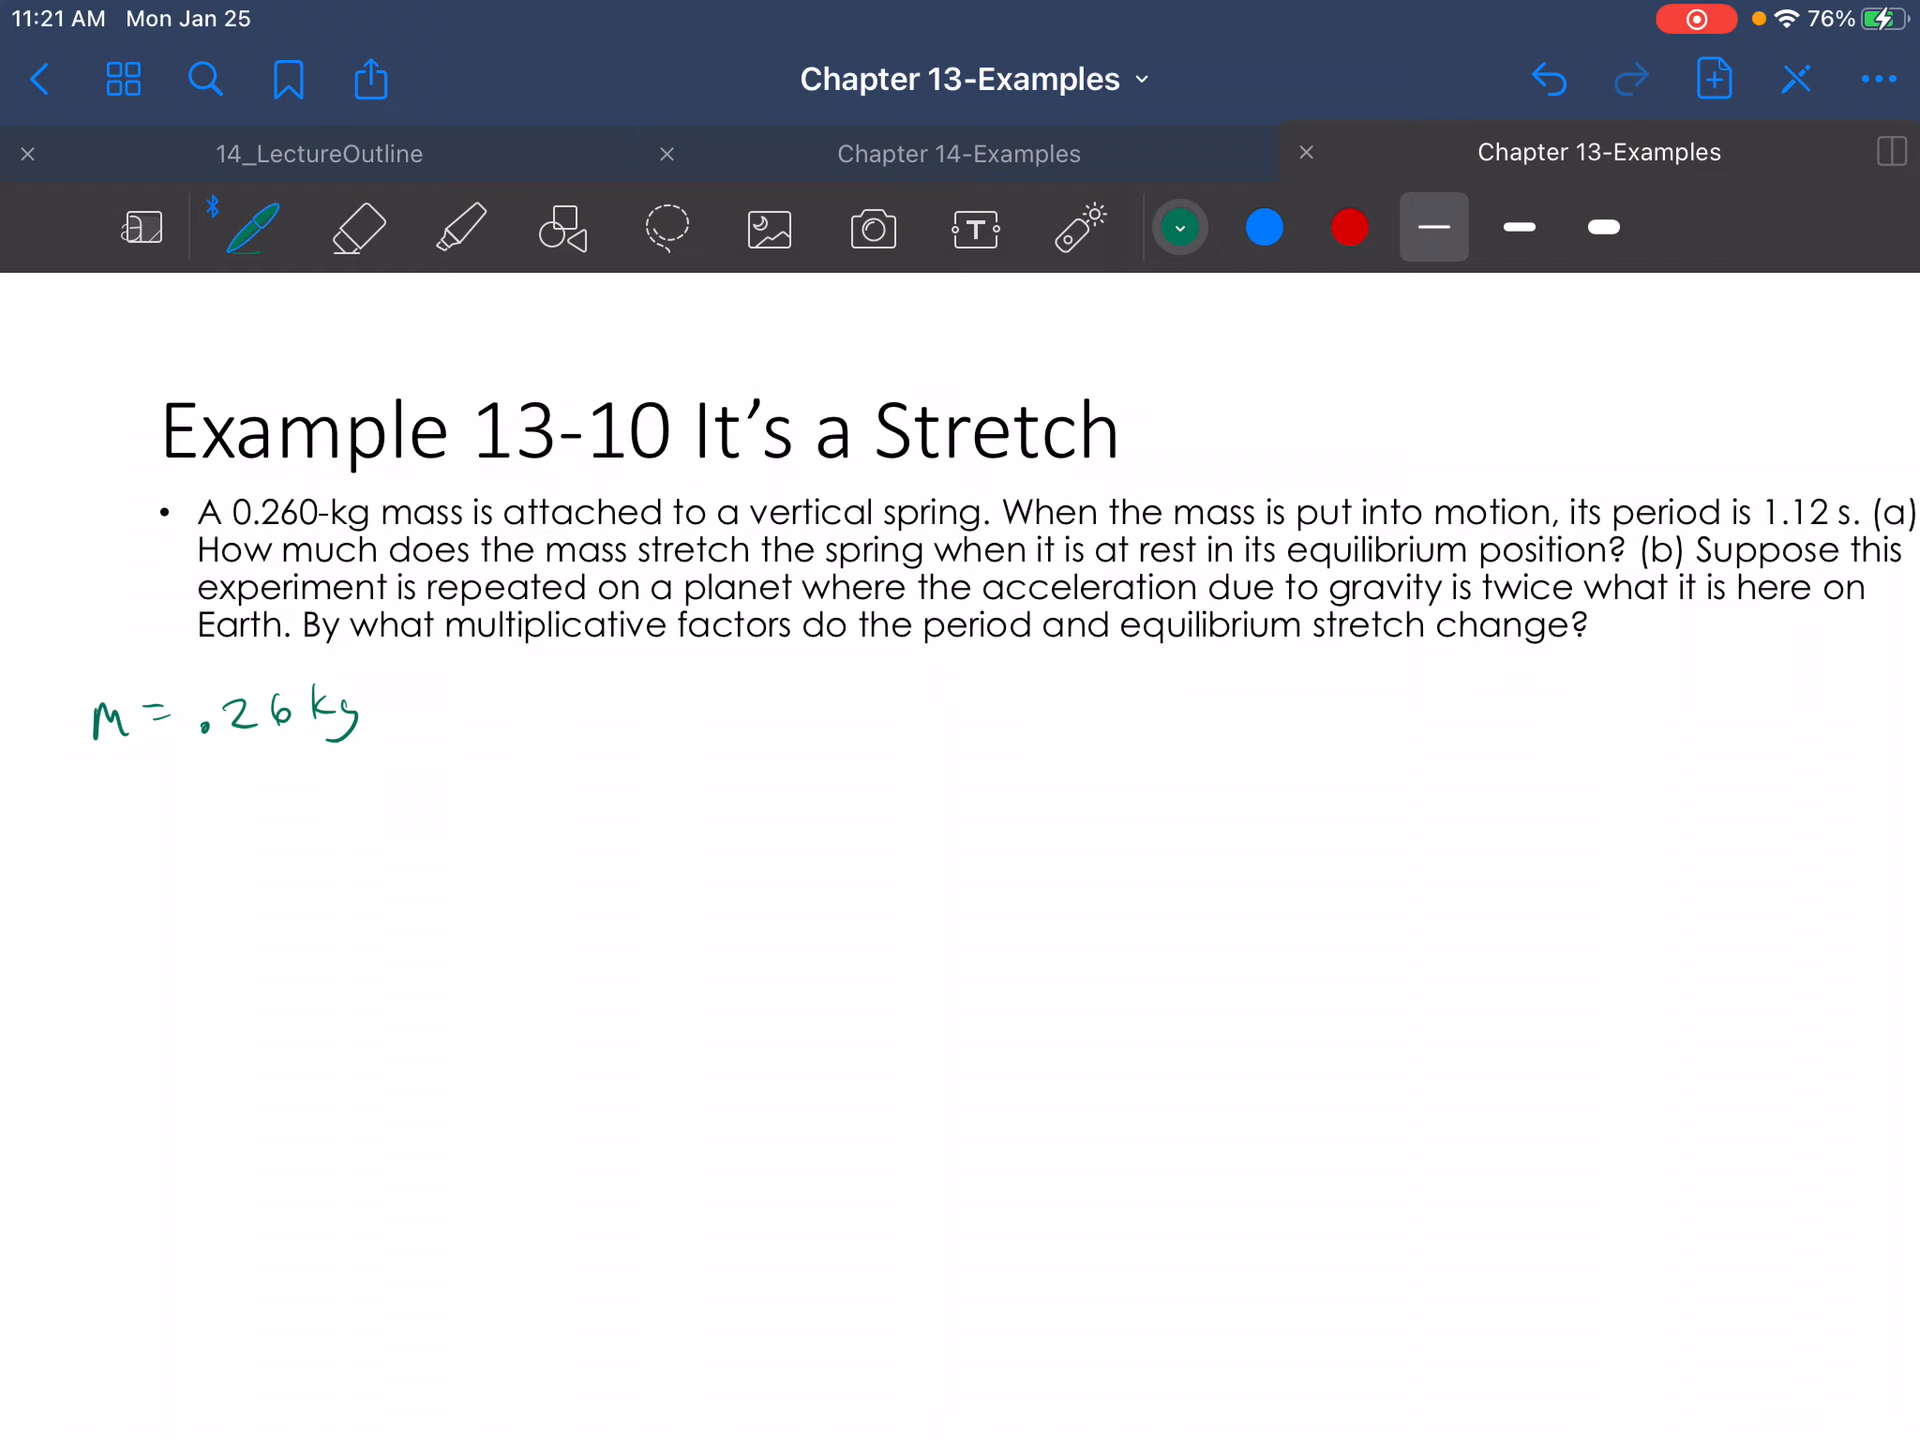 11:21 AM Mon Jan 25
76%
Chapter 13-Examples
14_LectureOutline
Chapter 14-Examples
Chapter 13-Examples
Example 13-10 It’s a Stretch
• A 0.260-kg mass is attached to a vertical spring. When the mass is put into motion, its period is 1.12 s. (a)
How much does the mass stretch the spring when it is at rest in its equilibrium position? (b) Suppose this
experiment is repeated on a planet where the acceleration due to gravity is twice what it is here on
Earth. By what multiplicative factors do the period and equilibrium stretch change?
m = .26 kg